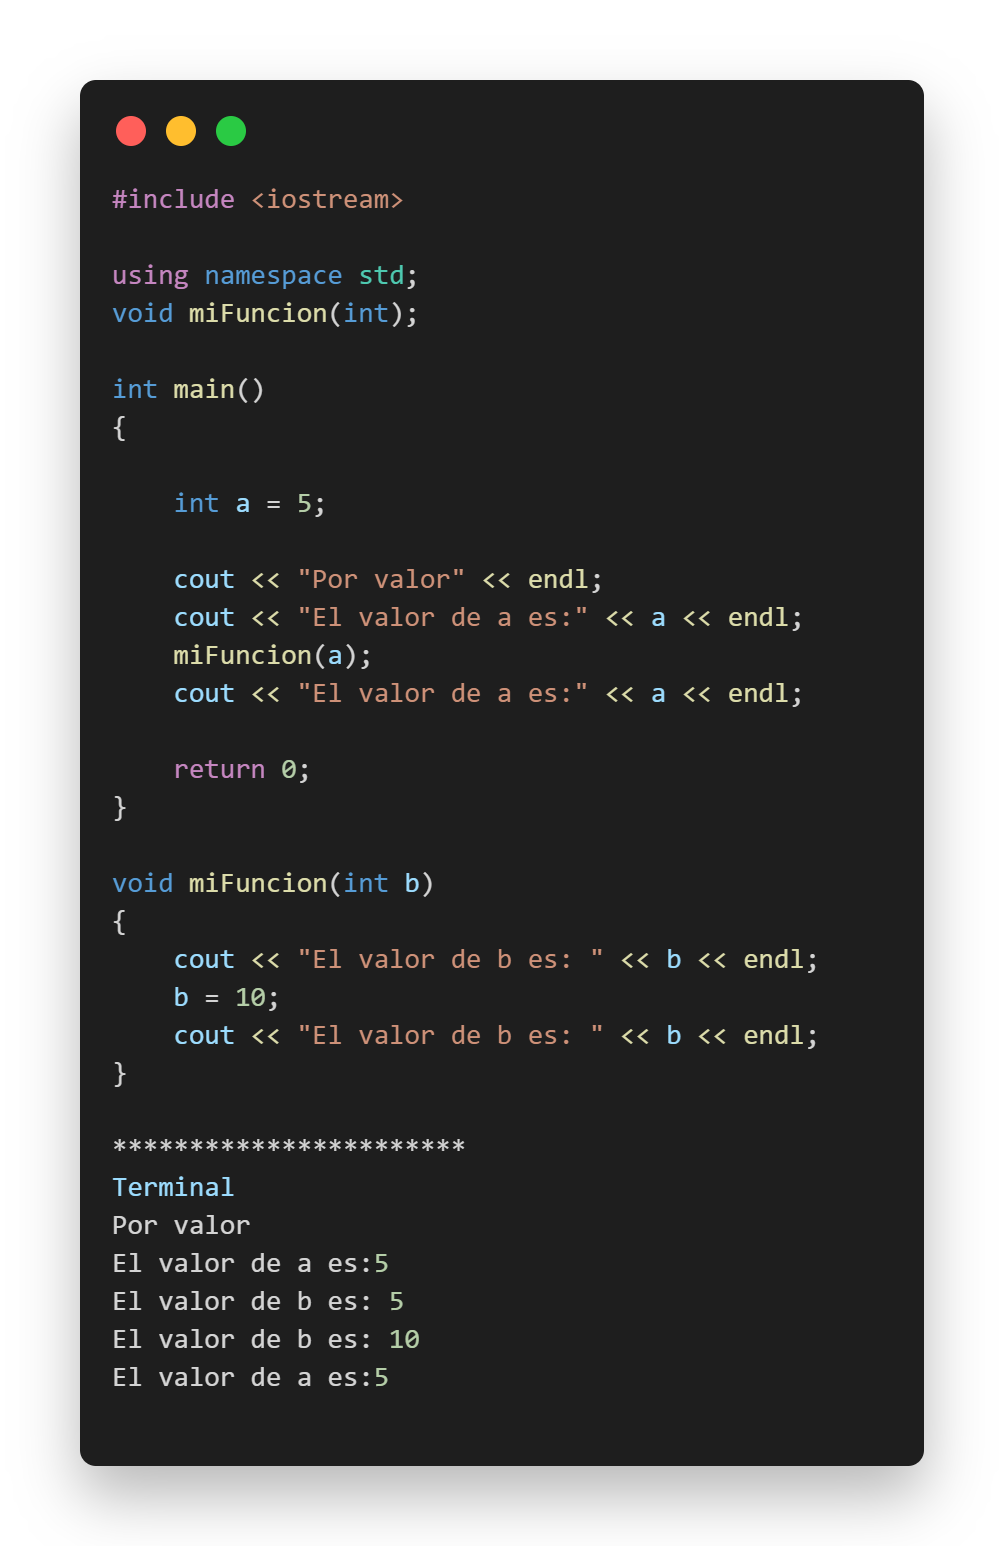 #include <iostream>
using namespace std;
void miFuncion(int);
int main()
{
    int a = 5;
    cout << "Por valor" << endl;
    cout << "El valor de a es:" << a << endl;
    miFuncion(a);
    cout << "El valor de a es:" << a << endl;
    return 0;
}
void miFuncion(int b)
{
    cout << "El valor de b es: " << b << endl;
    b = 10;
    cout << "El valor de b es: " << b << endl;
}
***********************
Terminal
Por valor
El valor de a es:5
El valor de b es: 5
El valor de b es: 10
El valor de a es:5